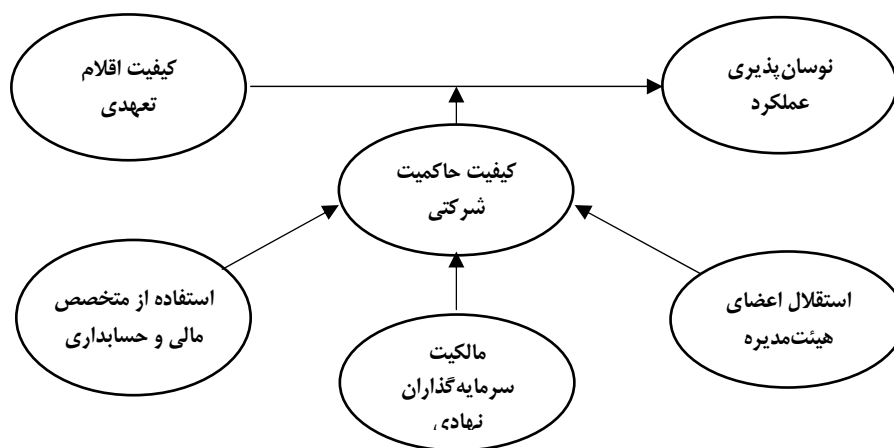 کیفیت اقلام
تعهدی
نوسان‌پذیری
عملکرد
کیفیت حاکمیت
شرکتی
استفاده از متخصص
مالی و حسابداری
مالکیت
سرمایه‌گذاران
نهادی
استقلال اعضای
هیئت‌مدیره